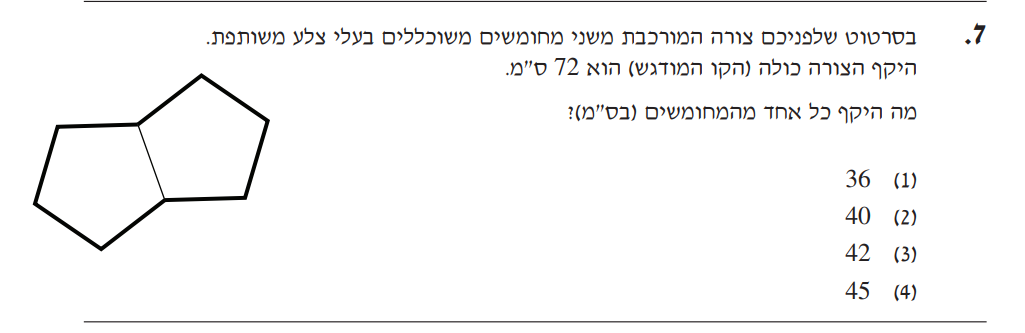 7. בסרטוט שלפניכם צורה המורכבת משני מחומשים משוכללים בעלי צלע משותפת.
היקף הצורה כולה (הקו המודגש) הוא 72 ס"מ.
מה היקף כל אחד מהמחומשים (בס"מ)?
(1) 36
(2) 40
(3) 42
(4) 45